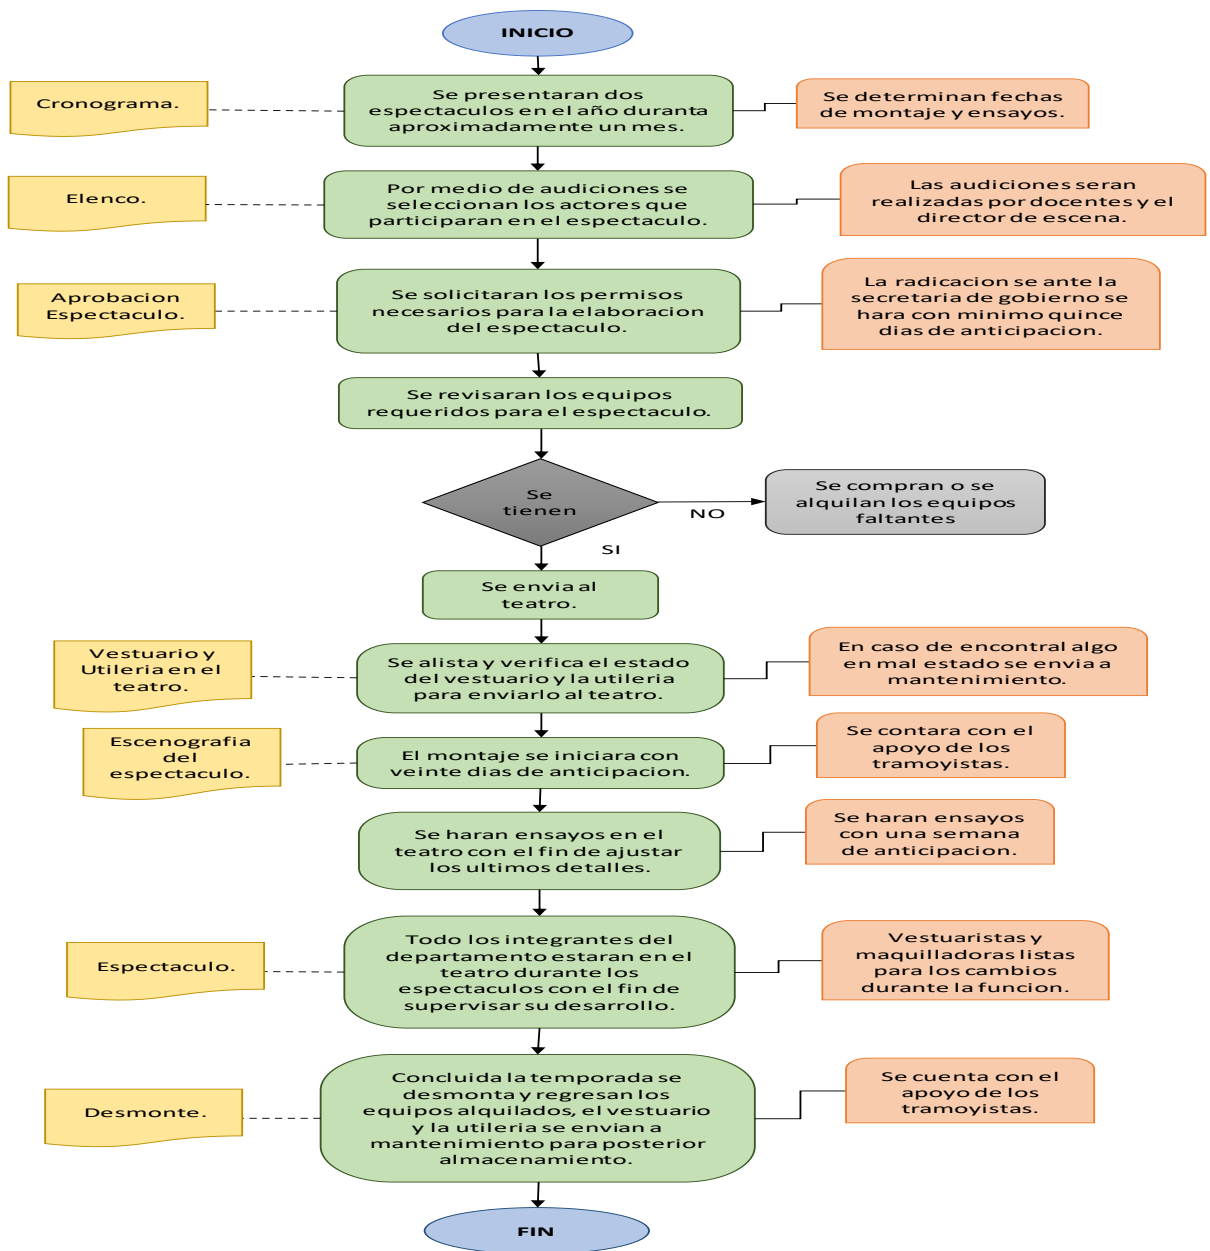 INICIO
Cronograma.
Se presentaran dos
espectaculos en el año duranta
aproximadamente un mes.
Se determinan fechas
de montaje y ensayos.
Elenco.
Por medio de audiciones se
seleccionan los actores que
participaran en el espectaculo.
Las audiciones seran
realizadas por docentes y el
director de escena.
Aprobacion
Espectaculo.
Se solicitaran los permisos
necesarios para la elaboracion
del espectaculo.
La radicacion se ante la
secretaria de gobierno se
hara con minimo quince
dias de anticipacion.
Se revisaran los equipos
requeridos para el espectaculo.
Se
tienen
NO
Se compran o se
alquilan los equipos
faltantes
SI
Se envia al
teatro.
Vestuario y
Utileria en el
teatro.
Se alista y verifica el estado
del vestuario y la utileria
para enviarlo al teatro.
En caso de encontral algo
en mal estado se envia a
mantenimiento.
Escenografia
del
espectaculo.
El montaje se iniciara con
veinte dias de anticipacion.
Se contara con el
apoyo de los
tramoyistas.
Se haran ensayos en el
teatro con el fin de ajustar
los ultimos detalles.
Se haran ensayos
con una semana
de anticipacion.
Espectaculo.
Todo los integrantes del
departamento estaran en el
teatro durante los
espectaculos con el fin de
supervisar su desarrollo.
Vestuaristas y
maquilladoras listas
para los cambios
durante la funcion.
Desmonte.
Concluida la temporada se
desmonta y regresan los
equipos alquilados, el vestuario
y la utileria se envian a
mantenimiento para posterior
almacenamiento.
Se cuenta con el
apoyo de los
tramoyistas.
FIN